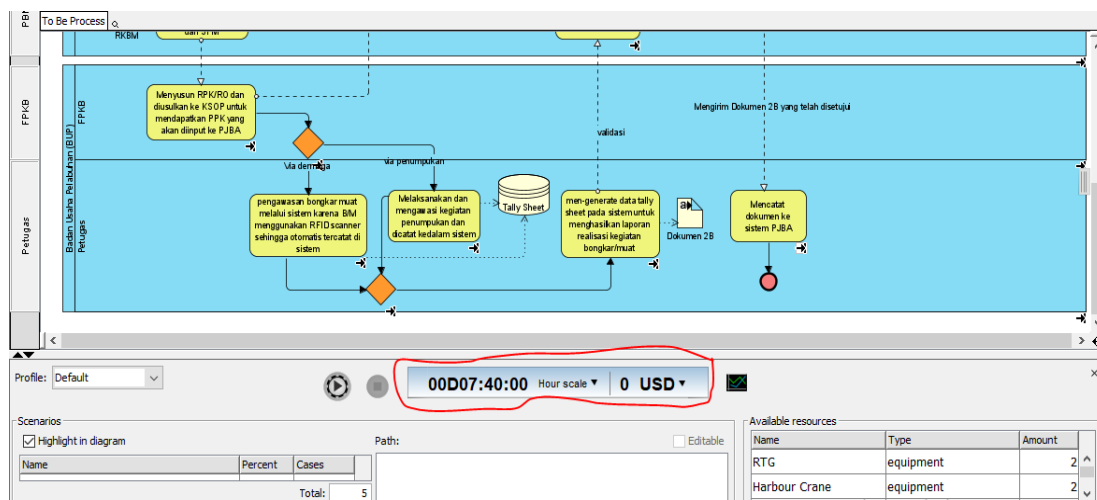 To Be Process
RKBM
dan STM
FPKB
FPKB
Petugas
Badan Usaha Pelabuhan (BUP)
Petugas
Menyusun RPK/RO dan
diusulkan ke KSOP untuk
mendapatkan PPK yang
akan diinput ke PJBA
Via dermaga
via penumpukan
validasi
Mengirim Dokumen 2B yang telah disetujui
pengawasan bongkar muat
melalui sistem karena B/M
menggunakan RFID scanner
sehingga otomatis tercatat di
sistem
Melaksanakan dan
mengawasi kegiatan
penumpukan dan
dicatat kedalam sistem
Tally Sheet
men-generate data tally
sheet pada sistem untuk
menghasilkan laporan
realisasi kegiatan
bongkar/muat
Dokumen 2B
Mencatat
dokumen ke
sistem PJBA
Profile: Default
00D07:40:00 Hour scale 0 USD
Scenarios
Highlight in diagram
Path:
Editable
Name Percent Cases
Total: 5
Available resources
Name Type Amount
RTG equipment 2
Harbour Crane equipment 2